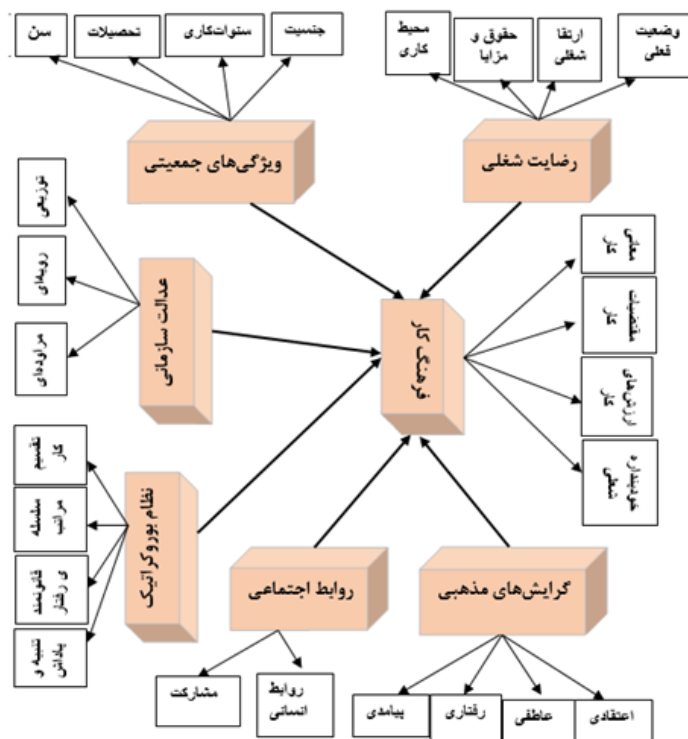 وضعیت
فعلی
ارتقا
شغلی
حقوق و
مزایا
محیط
کاری
جنسیت
سنوات‌کاری
تحصیلات
سن
رضایت شغلی
ویژگی‌های جمعیتی
توزیعی
رویه‌ای
مراوده‌ای
عدالت سازمانی
فرهنگ کار
معانی
کار
مقتضیات
کار
ارزش‌های
کار
خودپنداره
شغلی
تقسیم
کار
سلسله
مراتب
قانونمند
ی رفتار
تنبیه و
پاداش
نظام بوروکراتیک
روابط اجتماعی
گرایش‌های مذهبی
روابط
انسانی
مشارکت
اعتقادی
عاطفی
رفتاری
پیامدی